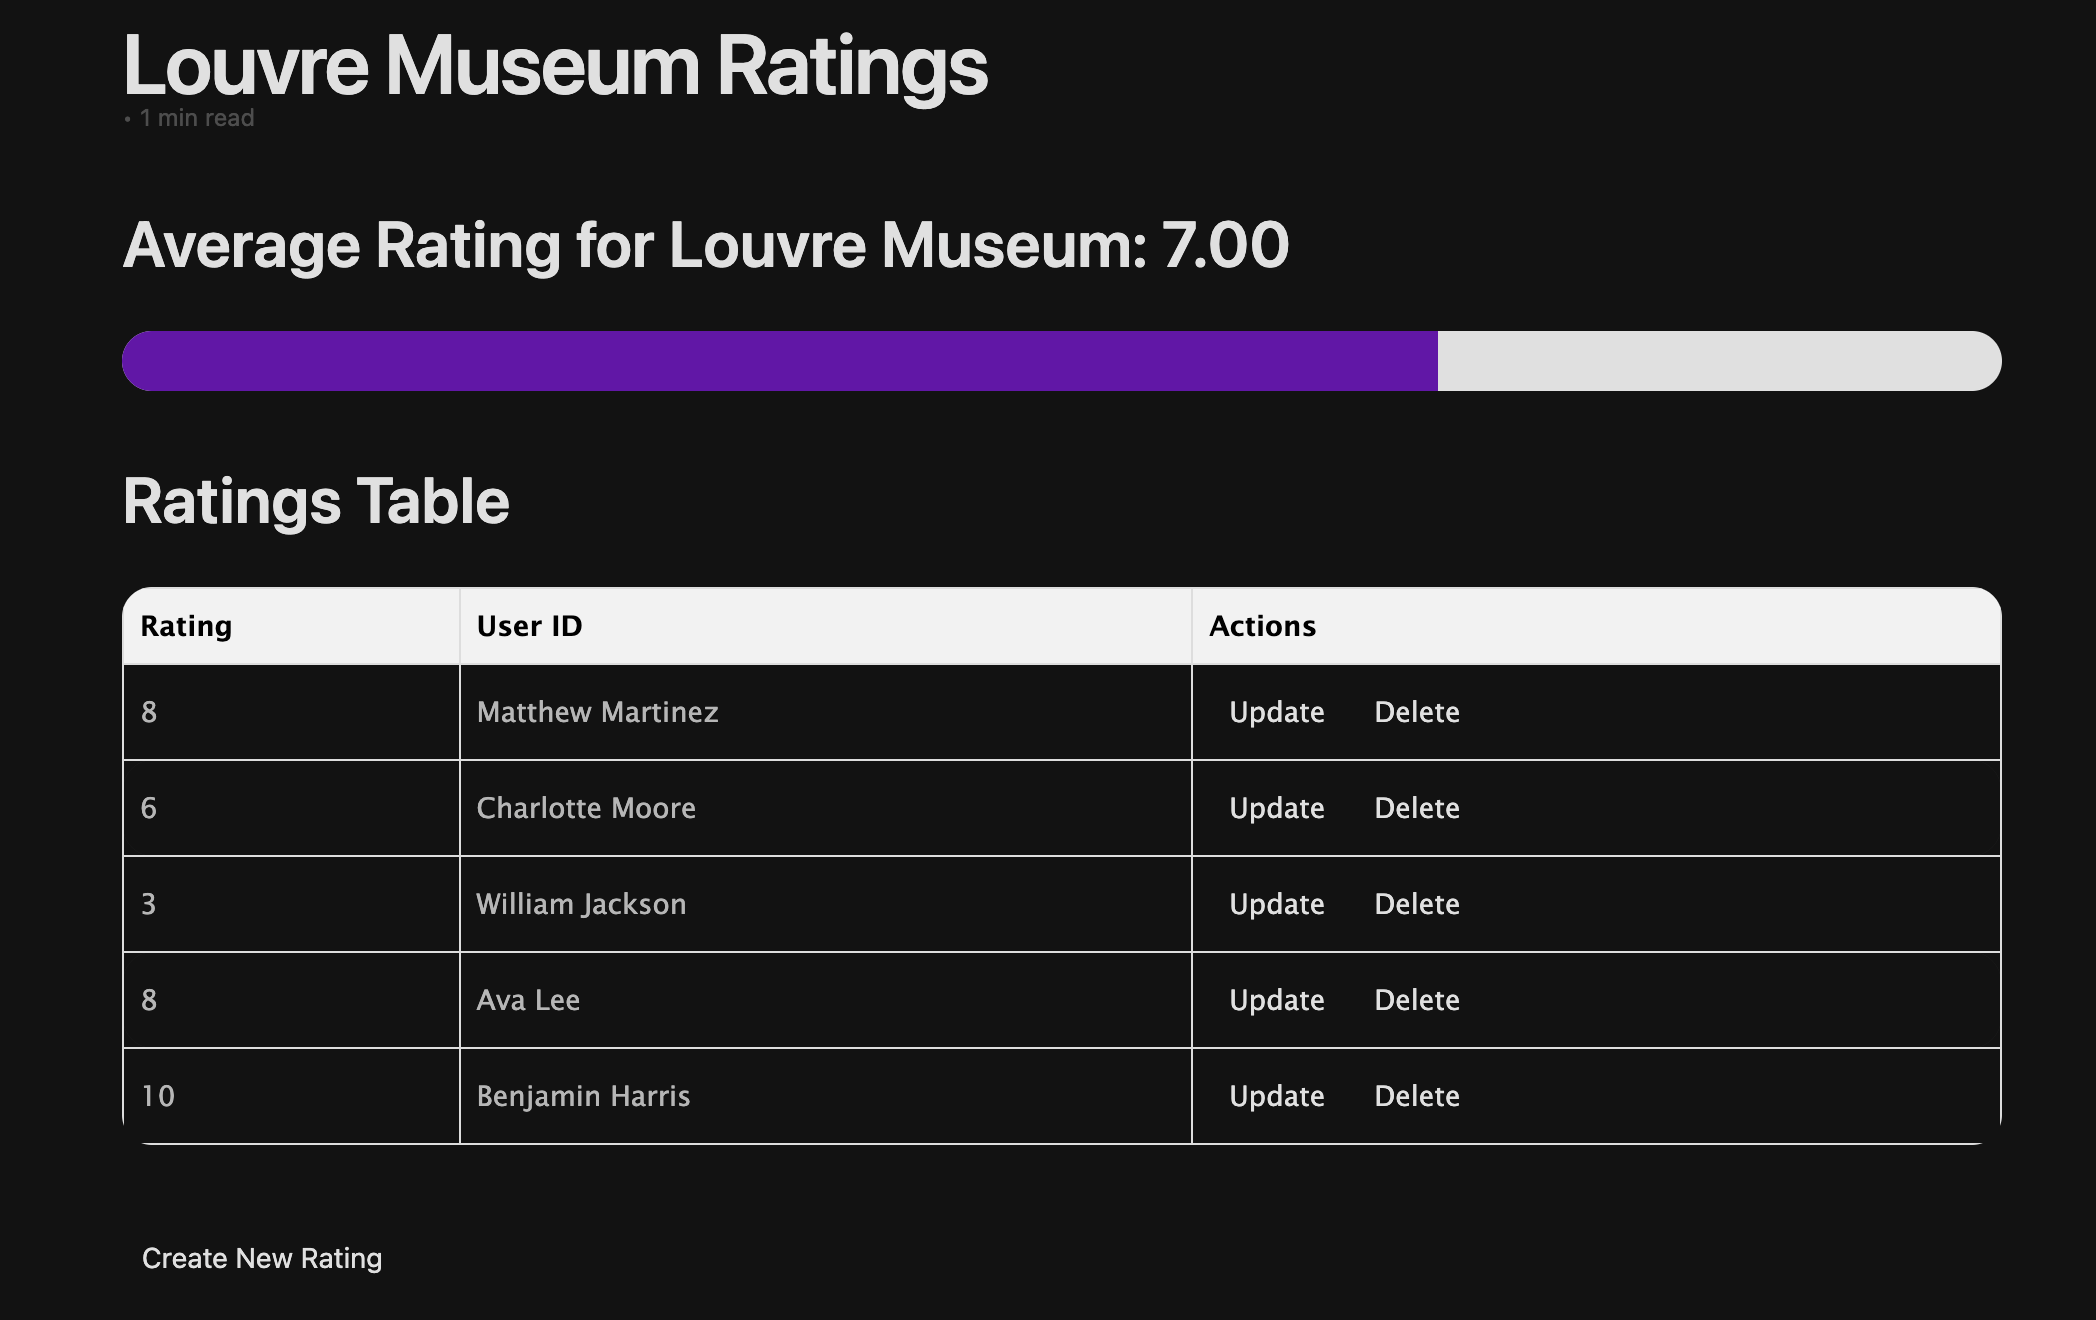 Louvre Museum Ratings
• 1 min read
Average Rating for Louvre Museum: 7.00
Ratings Table
Rating User ID Actions
8 Matthew Martinez Update Delete
6 Charlotte Moore Update Delete
3 William Jackson Update Delete
8 Ava Lee Update Delete
10 Benjamin Harris Update Delete
Create New Rating